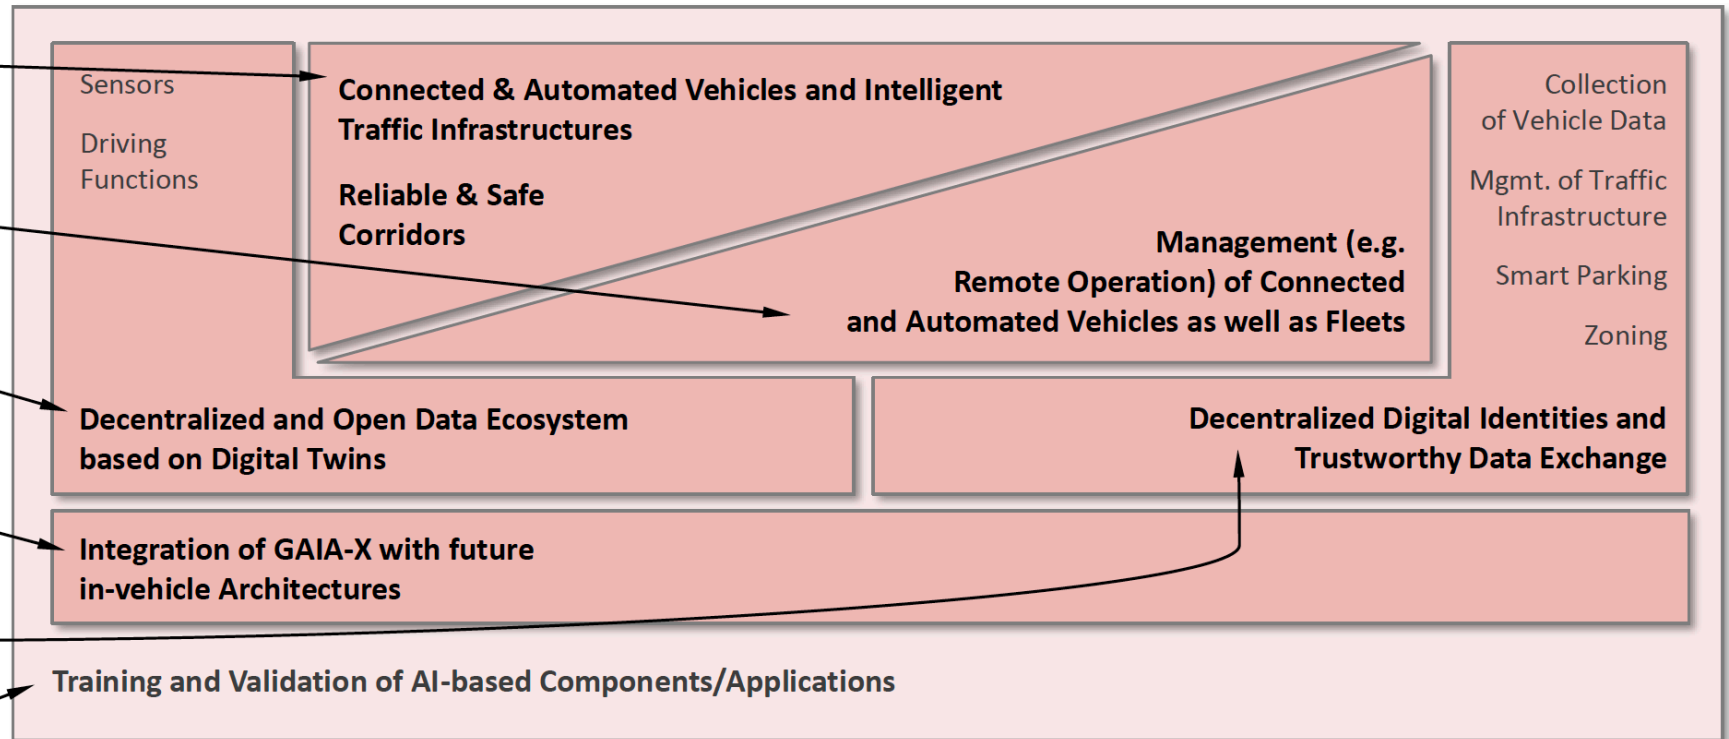 Sensors
Driving
Functions
Connected & Automated Vehicles and Intelligent
Traffic Infrastructures
Reliable & Safe
Corridors
Management (e.g.
Remote Operation) of Connected
and Automated Vehicles as well as Fleets
Collection
of Vehicle Data
Mgmt. of Traffic
Infrastructure
Smart Parking
Zoning
Decentralized and Open Data Ecosystem
based on Digital Twins
Decentralized Digital Identities and
Trustworthy Data Exchange
Integration of GAIA-X with future
in-vehicle Architectures
Training and Validation of AI-based Components/Applications